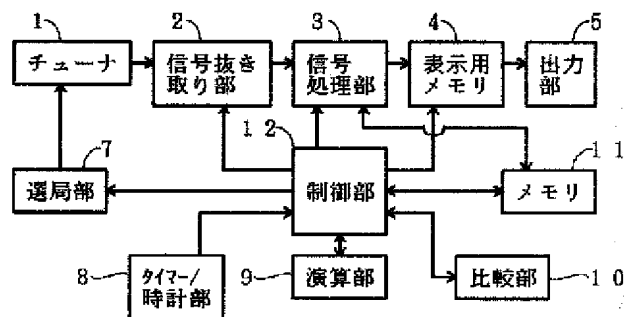 1
チューナ
2
信号抜き
取り部
3
信号
処理部
4
表示用
メモリ
5
出力
部
12
制御部
7
選局部
11
メモリ
8
タイマー/
時計部
9
演算部
10
比較部